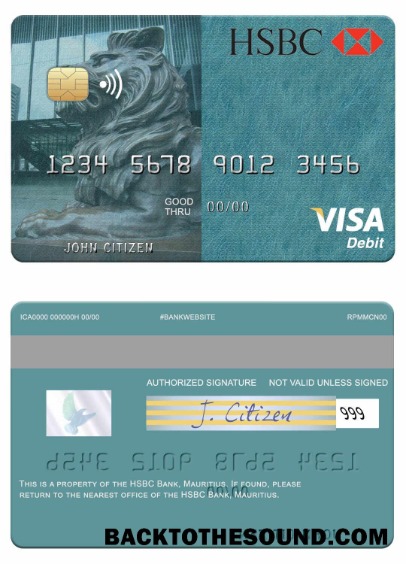 HSBC
1234 5678 9012 3456
GOOD
THRU 00/00
VISA
Debit
JOHN CITIZEN
ICA0000 000000H 00/00 #BANKWEBSITE RPMMCN00
AUTHORIZED SIGNATURE NOT VALID UNLESS SIGNED
J. Citizen 999
THIS IS A PROPERTY OF THE HSBC BANK, MAURITIUS. IF FOUND, PLEASE
RETURN TO THE NEAREST OFFICE OF THE HSBC BANK, MAURITIUS.
BACKTOTHESOUND.COM